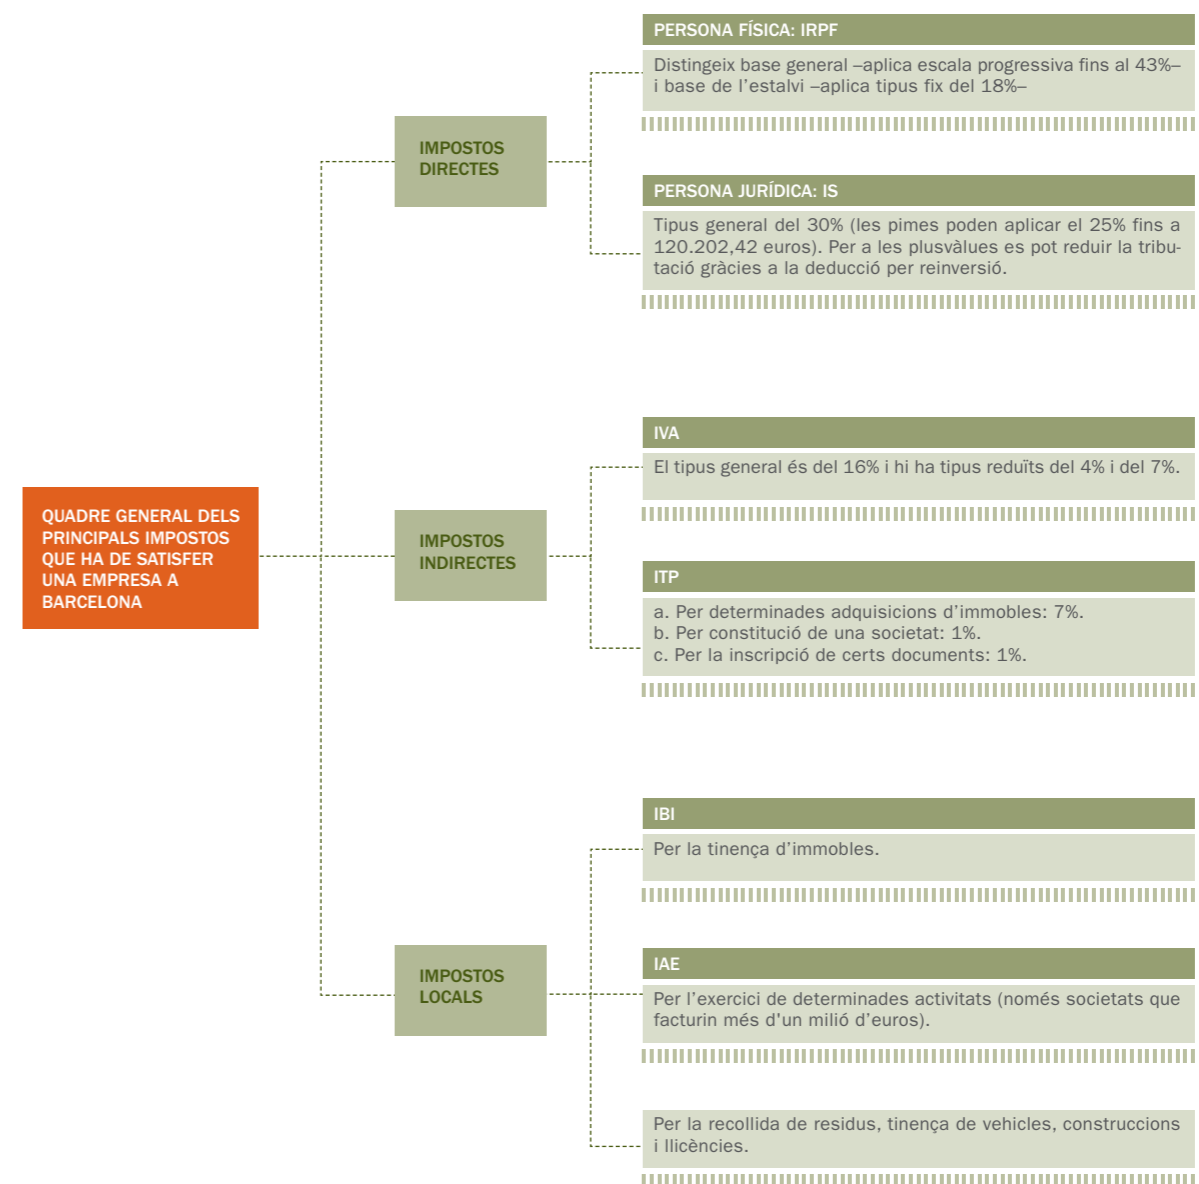 PERSONA FÍSICA: IRPF
Distingeix base general –aplica escala progressiva fins al 43%–
i base de l’estalvi –aplica tipus fix del 18%–
IMPOSTOS
DIRECTES
PERSONA JURÍDICA: IS
Tipus general del 30% (les pimes poden aplicar el 25% fins a
120.202,42 euros). Per a les plusvàlues es pot reduir la tribu-
tació gràcies a la deducció per reinversió.
QUADRE GENERAL DELS
PRINCIPALS IMPOSTOS
QUE HA DE SATISFER
UNA EMPRESA A
BARCELONA
IVA
El tipus general és del 16% i hi ha tipus reduïts del 4% i del 7%.
IMPOSTOS
INDIRECTES
ITP
a. Per determinades adquisicions d’immobles: 7%.
b. Per constitució de una societat: 1%.
c. Per la inscripció de certs documents: 1%.
IBI
Per la tinença d’immobles.
IMPOSTOS
LOCALS
IAE
Per l’exercici de determinades activitats (només societats que
facturin més d'un milió d’euros).
Per la recollida de residus, tinença de vehicles, construccions
i llicències.